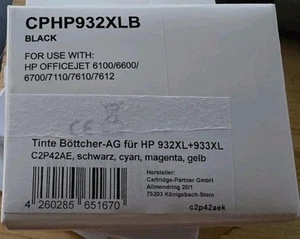 CPHP932XLB
BLACK
FOR USE WITH:
HP OFFICEJET 6100/6600/
6700/7110/7610/7612
Tinte Böttcher-AG für HP 932XL+933XL
C2P42AE, schwarz, cyan, magenta, gelb
Hersteller:
Cartridge-Partner GmbH
Allmendring 20/1
75203 Königsbach-Stein
4 260285 651670
c2p42aek